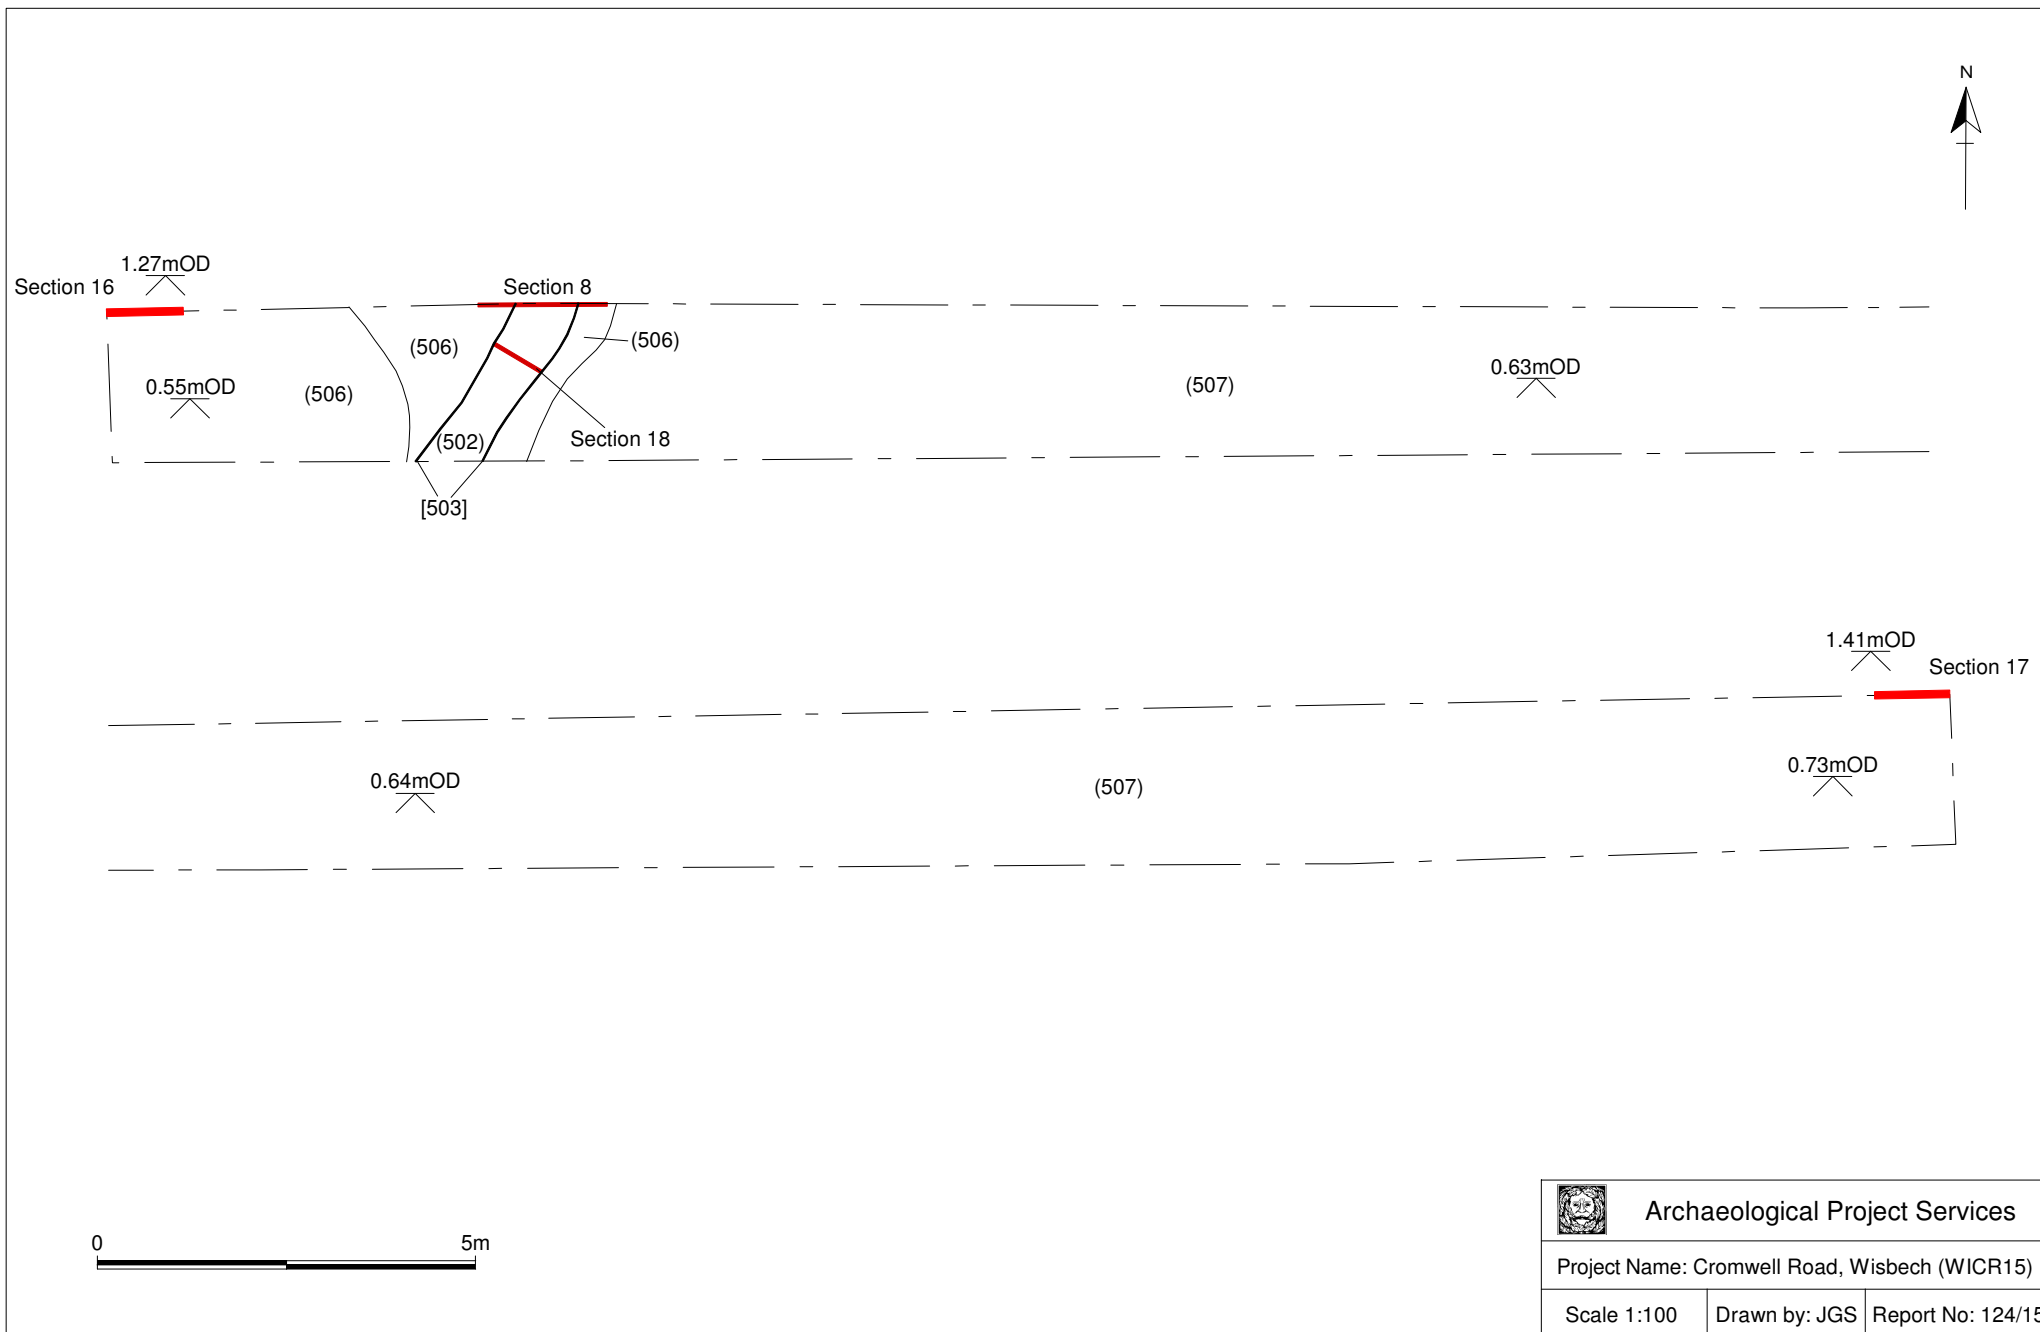 N
1.27mOD
Section 16
Section 8
(506)
(506)
0.55mOD
(506)
(507)
0.63mOD
(502)
Section 18
[503]
1.41mOD
Section 17
0.64mOD
(507)
0.73mOD
0 5m
Archaeological Project Services
Project Name: Cromwell Road, Wisbech (WICR15)
Scale 1:100 Drawn by: JGS Report No: 124/15